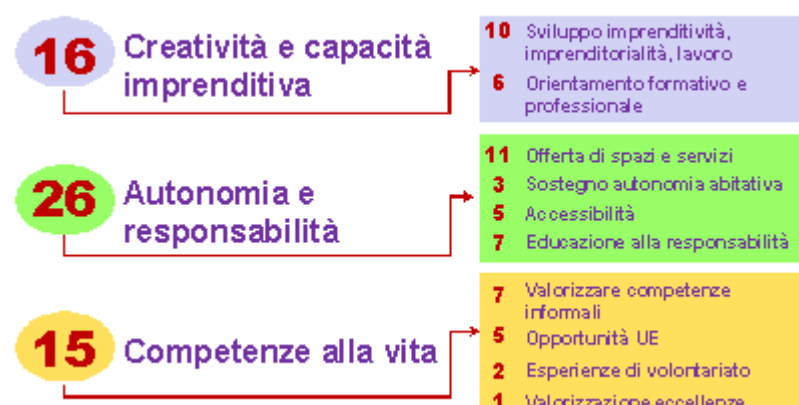 16 Creatività e capacità
imprenditiva
10 Sviluppo imprenditività,
imprenditorialità, lavoro
6 Orientamento formativo e
professionale
26 Autonomia e
responsabilità
11 Offerta di spazi e servizi
3 Sostegno autonomia abitativa
5 Accessibilità
7 Educazione alla responsabilità
15 Competenze alla vita
7 Valorizzare competenze
informali
5 Opportunità UE
2 Esperienze di volontariato
1 Valorizzazione eccellenze